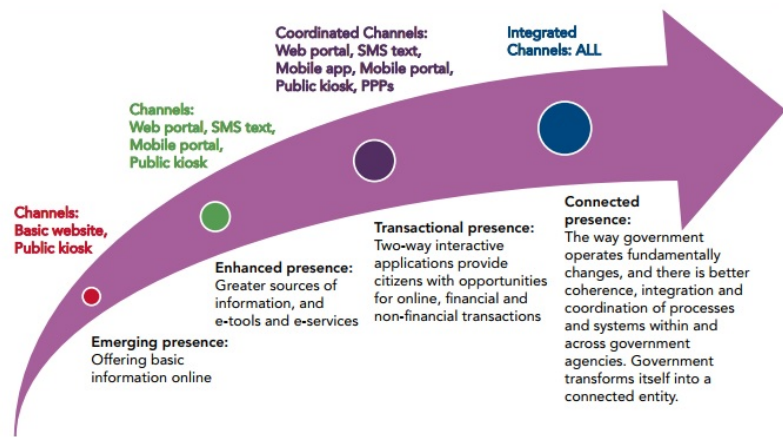 Channels:
Basic website,
Public kiosk
Emerging presence:
Offering basic
information online
Channels:
Web portal, SMS text,
Mobile portal,
Public kiosk
Enhanced presence:
Greater sources of
information, and
e-tools and e-services
Coordinated Channels:
Web portal, SMS text,
Mobile app, Mobile portal,
Public kiosk, PPPs
Transactional presence:
Two-way interactive
applications provide
citizens with opportunities
for online, financial and
non-financial transactions
Integrated
Channels: ALL
Connected
presence:
The way government
operates fundamentally
changes, and there is better
coherence, integration and
coordination of processes
and systems within and
across government
agencies. Government
transforms itself into a
connected entity.